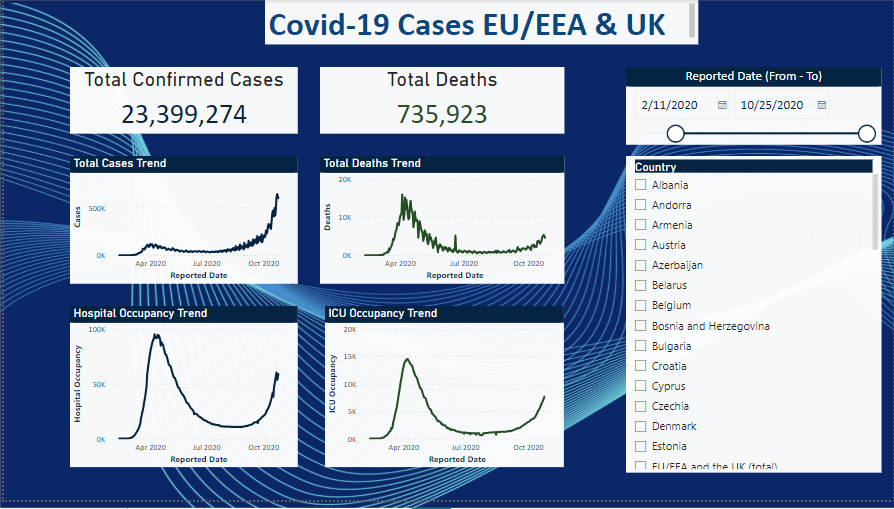 Covid-19 Cases EU/EEA & UK
Total Confirmed Cases
23,399,274
Total Deaths
735,923
Reported Date (From - To)
2/11/2020
10/25/2020
Total Cases Trend
Cases
500K
0K
Apr 2020
Jul 2020
Oct 2020
Reported Date
Total Deaths Trend
Deaths
20K
10K
0K
Apr 2020
Jul 2020
Oct 2020
Reported Date
Hospital Occupancy Trend
Hospital Occupancy
100K
50K
0K
Apr 2020
Jul 2020
Oct 2020
Reported Date
ICU Occupancy Trend
ICU Occupancy
20K
15K
10K
5K
0K
Apr 2020
Jul 2020
Oct 2020
Reported Date
Country
Albania
Andorra
Armenia
Austria
Azerbaijan
Belarus
Belgium
Bosnia and Herzegovina
Bulgaria
Croatia
Cyprus
Czechia
Denmark
Estonia
EU/EEA and the UK (total)